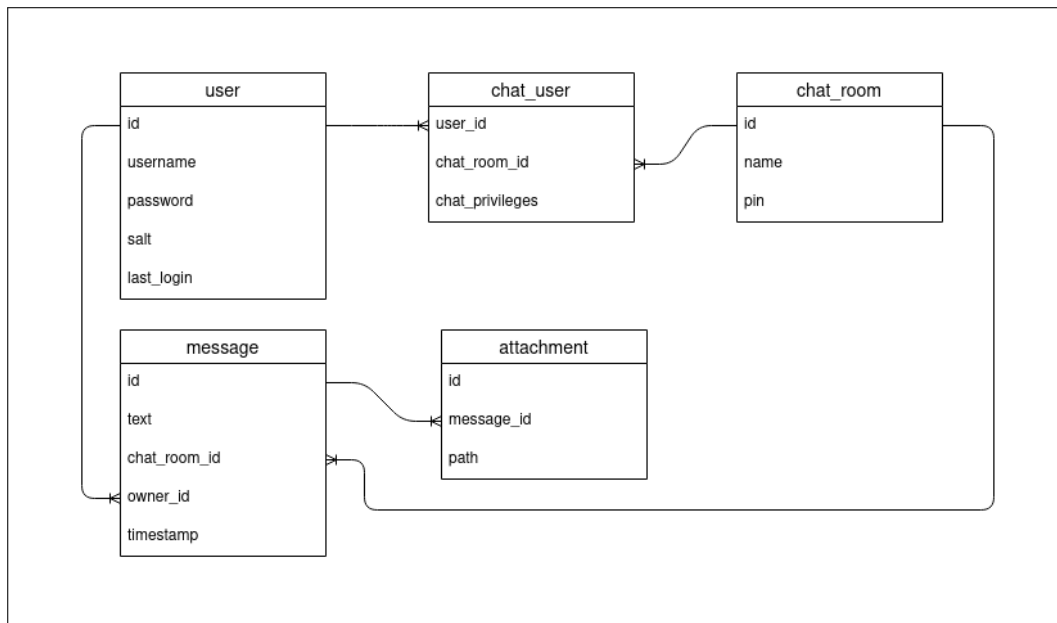 user
id
username
password
salt
last_login
chat_user
user_id
chat_room_id
chat_privileges
chat_room
id
name
pin
message
id
text
chat_room_id
owner_id
timestamp
attachment
id
message_id
path